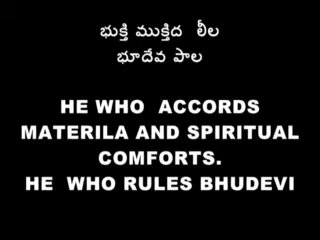 భుక్తి ముక్తిద లీల
భూదేవ పాల
HE WHO ACCORDS
MATERILA AND SPIRITUAL
COMFORTS.
HE WHO RULES BHUDEVI